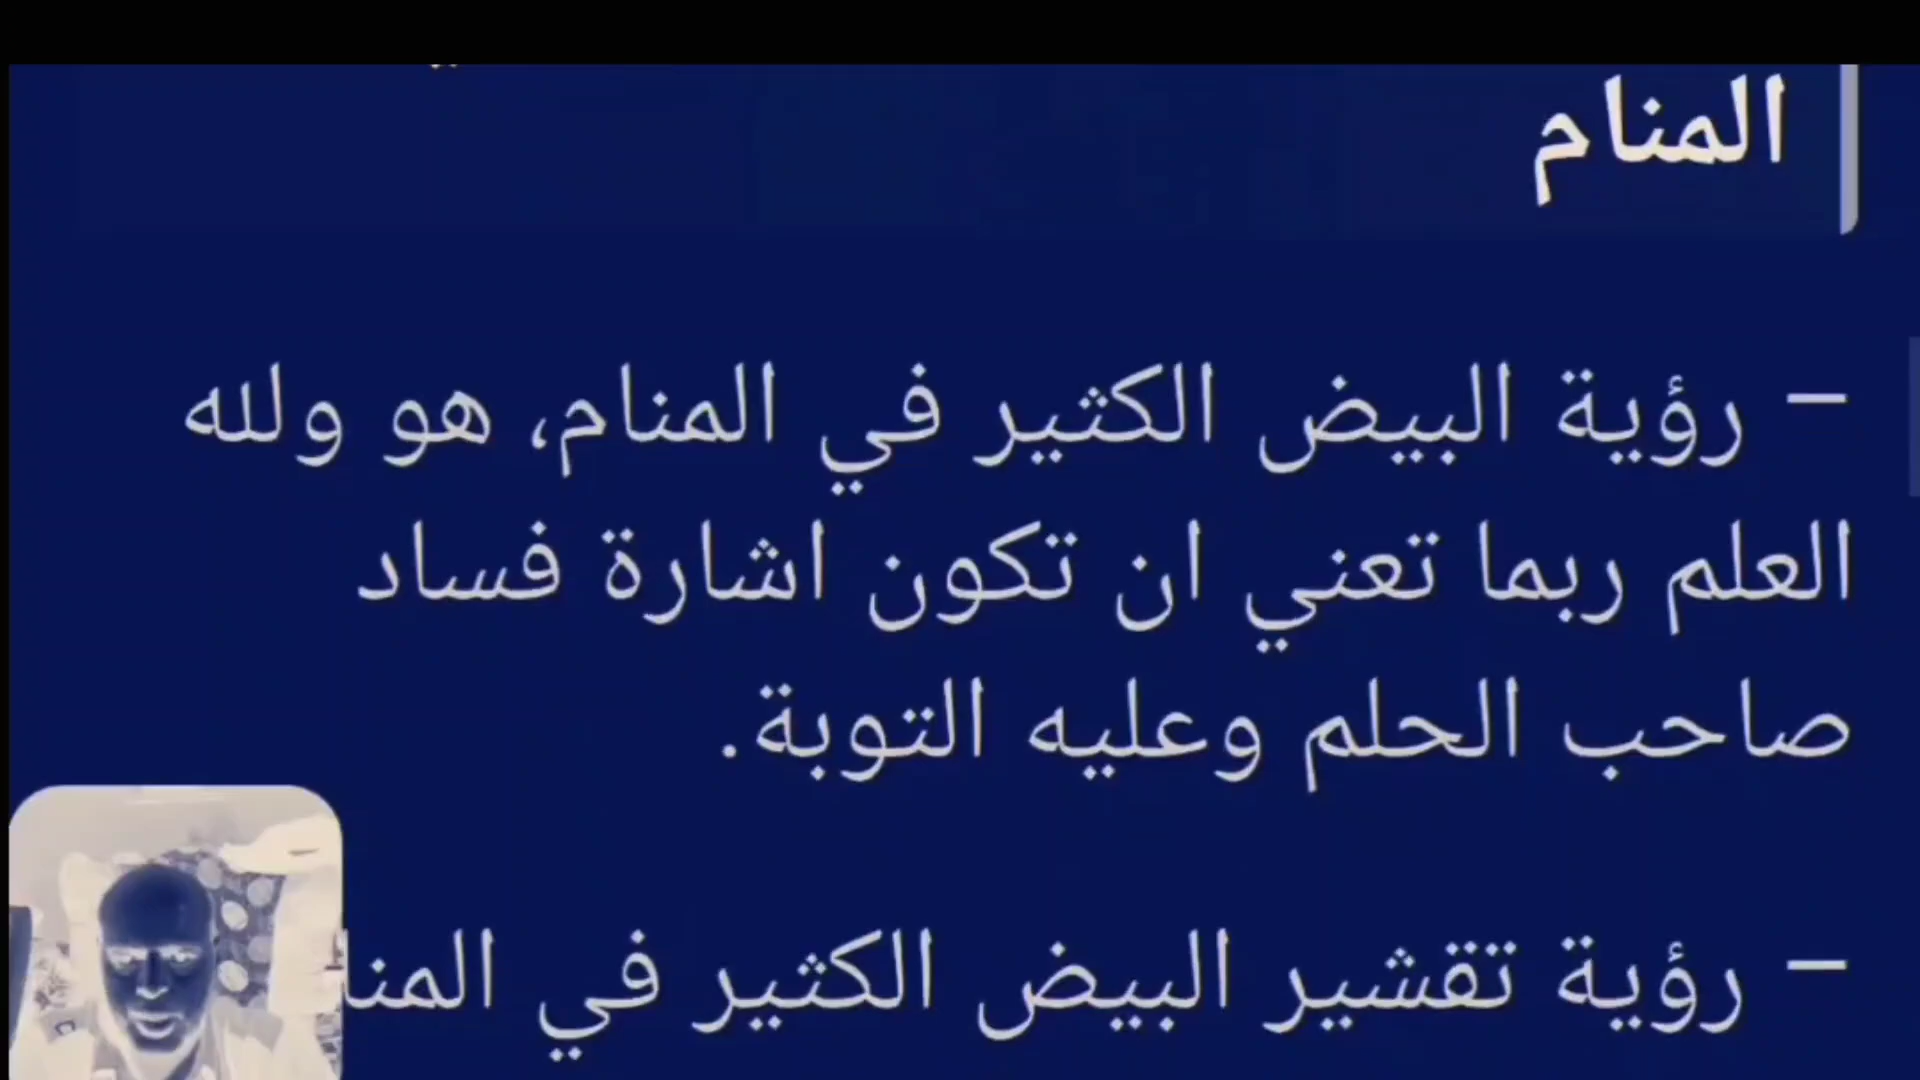 المنام
– رؤية البيض الكثير في المنام، هو ولله
العلم ربما تعني ان تكون اشارة فساد
صاحب الحلم وعليه التوبة.
– رؤية تقشير البيض الكثير في